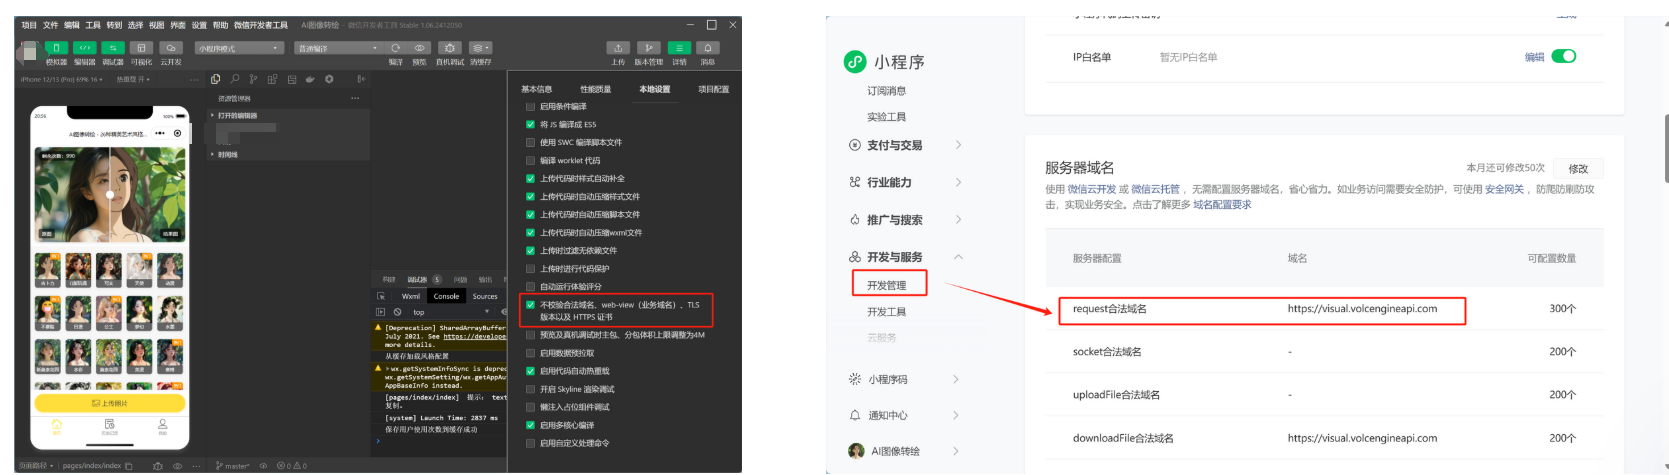 项目 文件 编辑 工具 转到 选择 视图 界面 设置 帮助 微信开发者工具 AI图像转绘 - 微信开发者工具 Stable 1.06.2412050
小程序模式 普通编译
模拟器 编辑器 调试器 可视化 云开发 编译 预览 真机调试 清缓存 上传 版本管理 详情 消息
iPhone 12/13 (Pro) 69% 16 热重载 开
资源管理器
打开的编辑器
时间线
20:56 100%
AI图像转绘 - 26种精美艺术风格...
剩余次数: 990
原图 结果图
上传照片
基本信息 性能质量 本地设置 项目配置
启用条件编译
将 JS 编译成 ES5
使用 SWC 编译脚本文件
编译 worklet 代码
上传代码时样式自动补全
上传代码时自动压缩样式文件
上传代码时自动压缩脚本文件
上传代码时自动压缩wxml文件
上传时过滤无依赖文件
上传时进行代码保护
自动运行体验评分
不校验合法域名、web-view（业务域名）、TLS
版本以及 HTTPS 证书
预览及真机调试时主包、分包体积上限调整为4M
启用数据预拉取
启用代码自动热重载
开启 Skyline 渲染调试
懒注入占位组件调试
启用多核心编译
启用自定义处理命令
构建 调试器 5 问题 输出
Wxml Console Sources
top
[Deprecation] SharedArrayBuffer
July 2021. See https://develope
more details.
从缓存加载风格配置
wx.getSystemInfoSync is deprec
wx.getSystemSetting/wx.getAppAu
AppBaseInfo instead.
[pages/index/index] 提示: text
复制.
[system] Launch Time: 2837 ms
保存用户使用次数到缓存成功
页面路径 pages/index/index master* 0 0
小程序
订阅消息
实验工具
支付与交易
行业能力
推广与搜索
开发与服务
开发管理
开发工具
云服务
小程序码
通知中心
AI图像转绘
IP白名单 暂无IP白名单 编辑
服务器域名 本月还可修改50次 修改
使用 微信云开发 或 微信云托管 ，无需配置服务器域名，省心省力。如业务访问需要安全防护，可使用 安全网关 ，防爬防刷防攻
击，实现业务安全。点击了解更多 域名配置要求
服务器配置 域名 可配置数量
request合法域名 https://visual.volcengineapi.com 300个
socket合法域名 - 200个
uploadFile合法域名 - 200个
downloadFile合法域名 https://visual.volcengineapi.com 200个